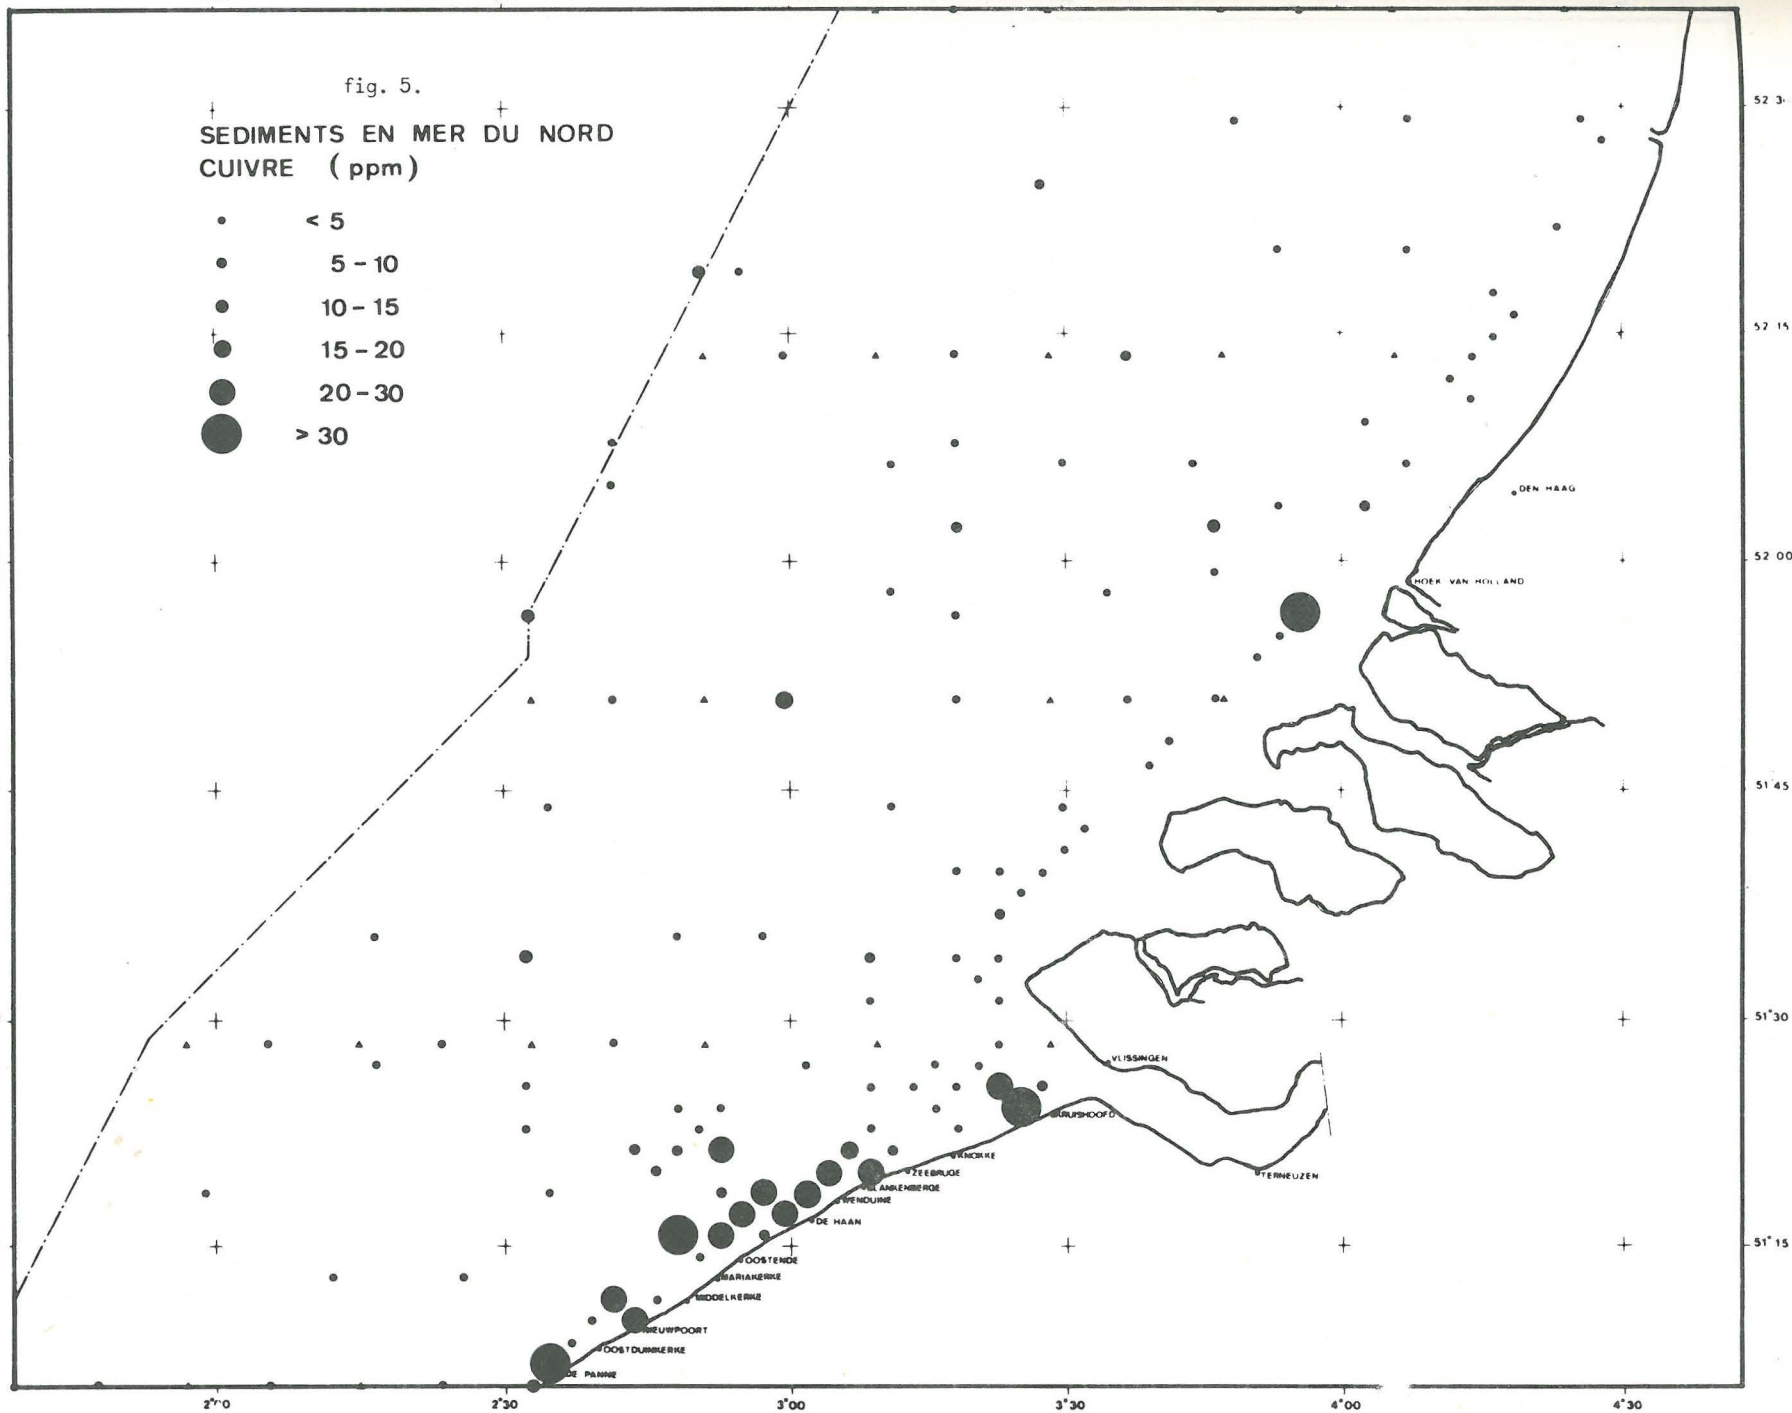 fig. 5.
SEDIMENTS EN MER DU NORD
CUIVRE (ppm)
< 5
5-10
10-15
15-20
20-30
> 30
DEN HAAG
52 00
HOEK VAN HOLLAND
51 45
51°30
VLISSINGEN
KNOKKE
ZEEBRUGE
TERNEUZEN
WENDUINE
DE HAAN
51°15
OOSTENDE
MARIAKERKE
MIDDELKERKE
OOSTDUINKERKE
DE PANNE
2°30
3°00
3°30
4°00
4°30